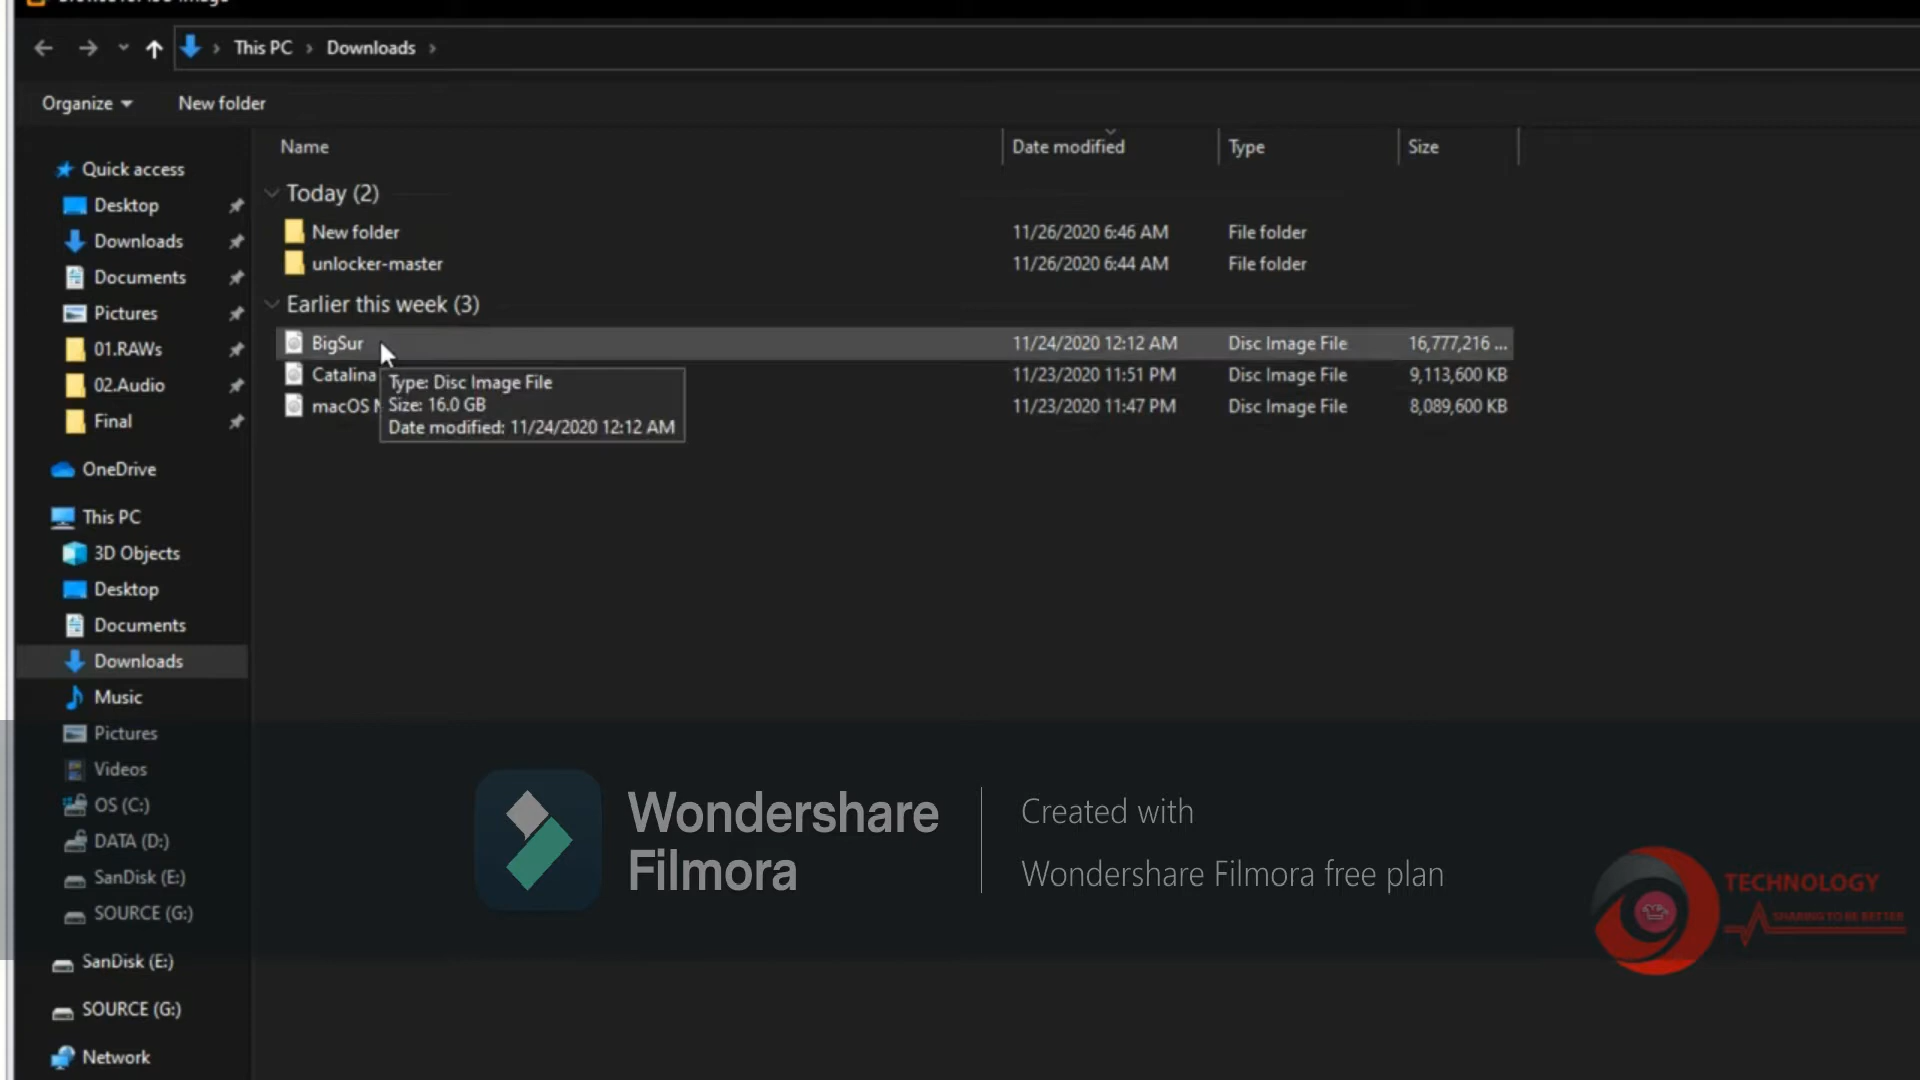 This PC > Downloads >
Organize
New folder
Name
Date modified
Type
Size
Quick access
Desktop
Downloads
Documents
Pictures
01.RAWs
02.Audio
Final
OneDrive
This PC
3D Objects
Desktop
Documents
Downloads
Music
Pictures
Videos
OS (C:)
DATA (D:)
SanDisk (E:)
SOURCE (G:)
SanDisk (E:)
SOURCE (G:)
Network
Today (2)
New folder 11/26/2020 6:46 AM File folder
unlocker-master 11/26/2020 6:44 AM File folder
Earlier this week (3)
BigSur 11/24/2020 12:12 AM Disc Image File 16,777,216 ...
Catalina 11/23/2020 11:51 PM Disc Image File 9,113,600 KB
macOS 11/23/2020 11:47 PM Disc Image File 8,089,600 KB
Type: Disc Image File
Size: 16.0 GB
Date modified: 11/24/2020 12:12 AM
Wondershare
Filmora
Created with
Wondershare Filmora free plan
TECHNOLOGY
SHARING TO BE BETTER